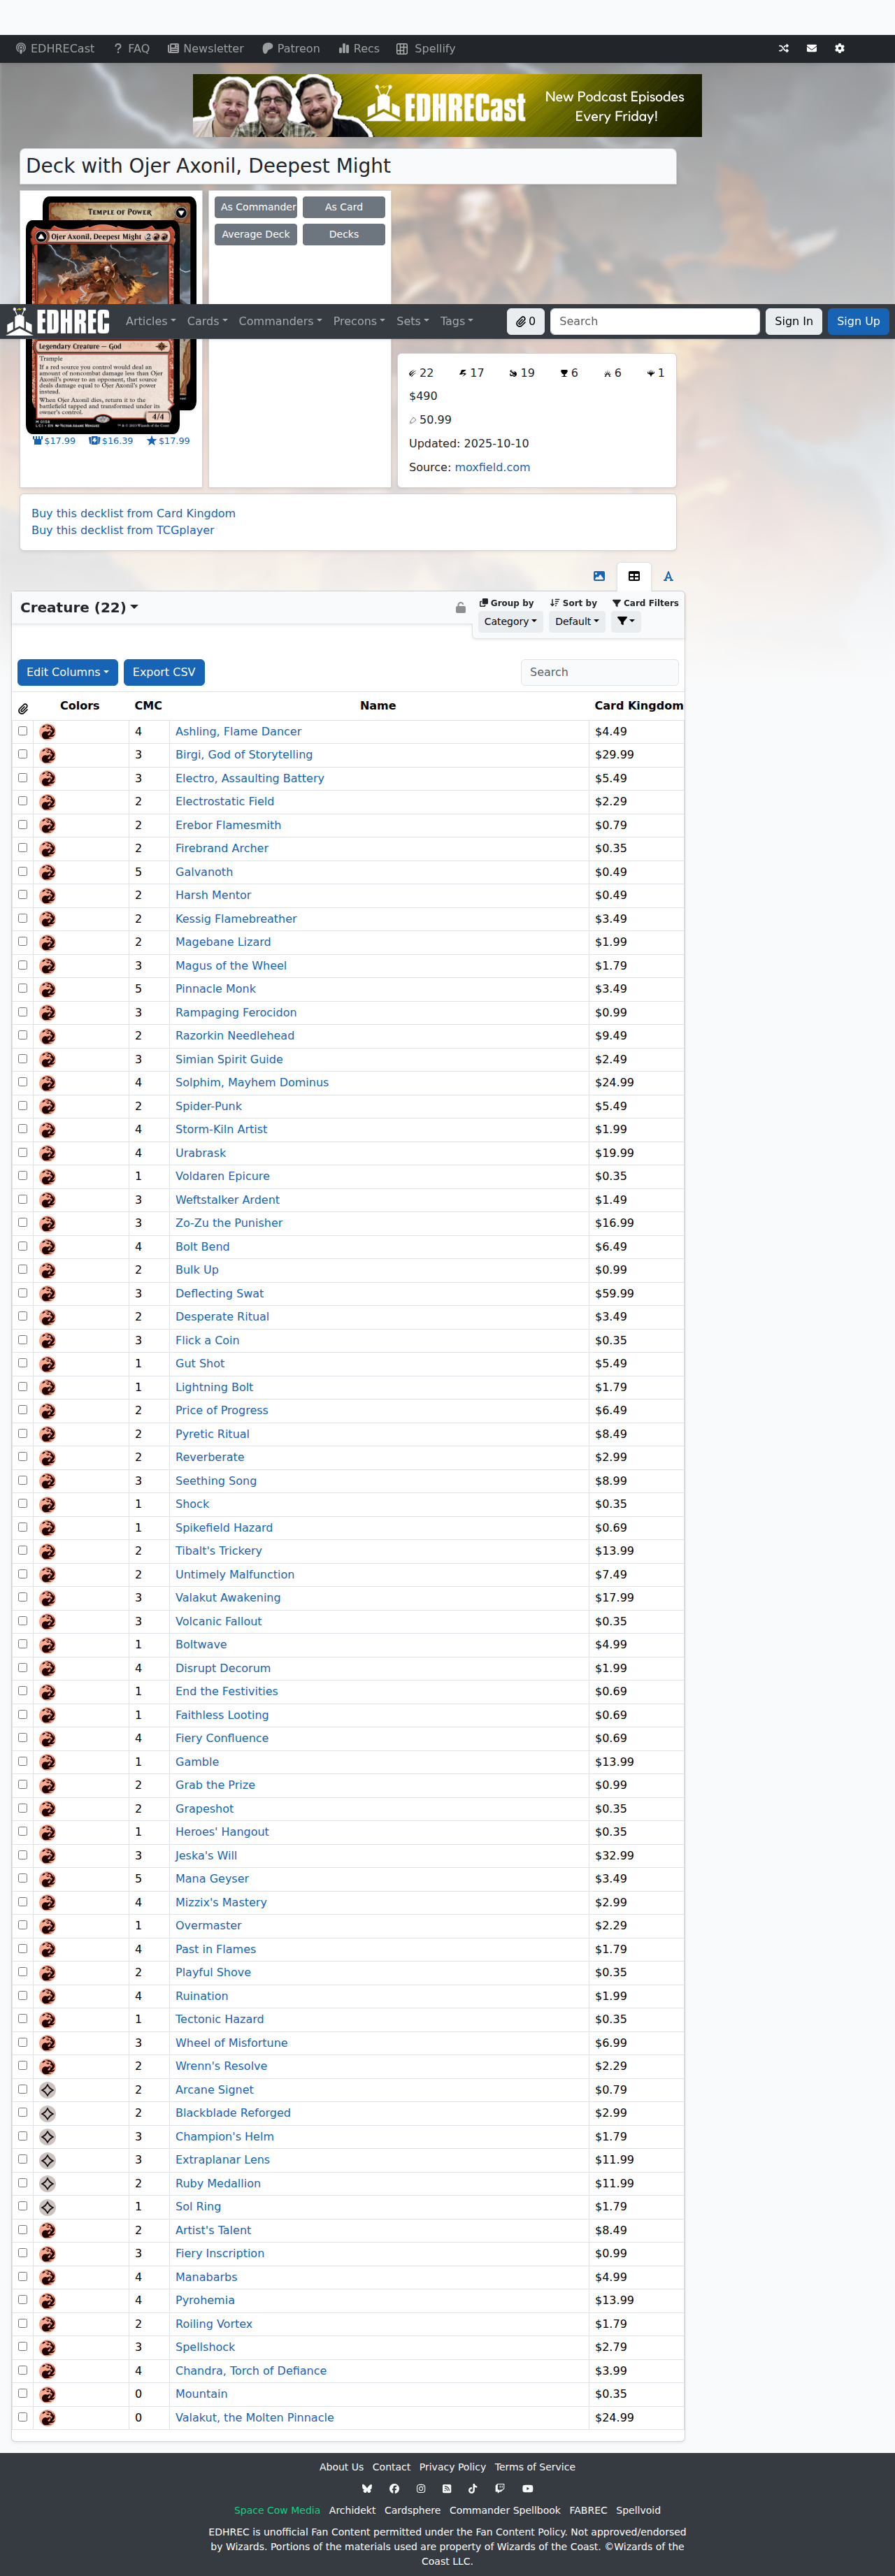 EDHRECast FAQ Newsletter Patreon Recs Spellify
EDHRECast New Podcast Episodes
Every Friday!
Deck with Ojer Axonil, Deepest Might
Temple of Power
Ojer Axonil, Deepest Might
As Commander As Card
Average Deck Decks
EDHREC Articles Cards Commanders Precons Sets Tags 0 Search Sign In Sign Up
Legendary Creature — God
Trample
If a red source you control would deal an
amount of noncombat damage less than Ojer
Axonil's power to an opponent, that source
deals damage equal to Ojer Axonil's power
instead.
When Ojer Axonil dies, return it to the
battlefield tapped and transformed under its
owner's control.
4/4
$17.99 $16.39 $17.99
22 17 19 6 6 1
$490
50.99
Updated: 2025-10-10
Source: moxfield.com
Buy this decklist from Card Kingdom
Buy this decklist from TCGplayer
Creature (22)
Group by Sort by Card Filters
Category Default
Edit Columns Export CSV Search
Colors CMC Name Card Kingdom
4 Ashling, Flame Dancer $4.49
3 Birgi, God of Storytelling $29.99
3 Electro, Assaulting Battery $5.49
2 Electrostatic Field $2.29
2 Erebor Flamesmith $0.79
2 Firebrand Archer $0.35
5 Galvanoth $0.49
2 Harsh Mentor $0.49
2 Kessig Flamebreather $3.49
2 Magebane Lizard $1.99
3 Magus of the Wheel $1.79
5 Pinnacle Monk $3.49
3 Rampaging Ferocidon $0.99
2 Razorkin Needlehead $9.49
3 Simian Spirit Guide $2.49
4 Solphim, Mayhem Dominus $24.99
2 Spider-Punk $5.49
4 Storm-Kiln Artist $1.99
4 Urabrask $19.99
1 Voldaren Epicure $0.35
3 Weftstalker Ardent $1.49
3 Zo-Zu the Punisher $16.99
4 Bolt Bend $6.49
2 Bulk Up $0.99
3 Deflecting Swat $59.99
2 Desperate Ritual $3.49
3 Flick a Coin $0.35
1 Gut Shot $5.49
1 Lightning Bolt $1.79
2 Price of Progress $6.49
2 Pyretic Ritual $8.49
2 Reverberate $2.99
3 Seething Song $8.99
1 Shock $0.35
1 Spikefield Hazard $0.69
2 Tibalt's Trickery $13.99
2 Untimely Malfunction $7.49
3 Valakut Awakening $17.99
3 Volcanic Fallout $0.35
1 Boltwave $4.99
4 Disrupt Decorum $1.99
1 End the Festivities $0.69
1 Faithless Looting $0.69
4 Fiery Confluence $0.69
1 Gamble $13.99
2 Grab the Prize $0.99
2 Grapeshot $0.35
1 Heroes' Hangout $0.35
3 Jeska's Will $32.99
5 Mana Geyser $3.49
4 Mizzix's Mastery $2.99
1 Overmaster $2.29
4 Past in Flames $1.79
2 Playful Shove $0.35
4 Ruination $1.99
1 Tectonic Hazard $0.35
3 Wheel of Misfortune $6.99
2 Wrenn's Resolve $2.29
2 Arcane Signet $0.79
2 Blackblade Reforged $2.99
3 Champion's Helm $1.79
3 Extraplanar Lens $11.99
2 Ruby Medallion $11.99
1 Sol Ring $1.79
2 Artist's Talent $8.49
3 Fiery Inscription $0.99
4 Manabarbs $4.99
4 Pyrohemia $13.99
2 Roiling Vortex $1.79
3 Spellshock $2.79
4 Chandra, Torch of Defiance $3.99
0 Mountain $0.35
0 Valakut, the Molten Pinnacle $24.99
About Us Contact Privacy Policy Terms of Service
Space Cow Media Archidekt Cardsphere Commander Spellbook FABREC Spellvoid
EDHREC is unofficial Fan Content permitted under the Fan Content Policy. Not approved/endorsed
by Wizards. Portions of the materials used are property of Wizards of the Coast. ©Wizards of the
Coast LLC.